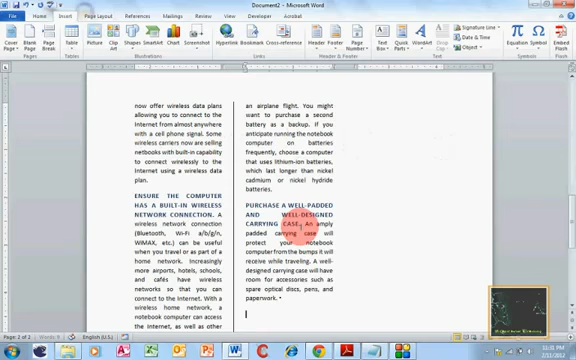 Document2 - Microsoft Word
File Home Insert Page Layout References Mailings Review View Developer
Cover Page Blank Page Page Break Table Picture Clip Art Shapes SmartArt Chart Screenshot Hyperlink Bookmark Cross-reference Header Footer Page Number Text Box Quick Parts WordArt Drop Cap Signature Line Date & Time Object Equation Symbol
now offer wireless data plans
allowing you to connect to the
Internet from almost anywhere
with a cell phone signal. Some
wireless carriers now are selling
netbooks with built-in capability
to connect wirelessly to the
Internet using a wireless data
plan.
ENSURE THE COMPUTER
HAS A BUILT-IN WIRELESS
NETWORK CONNECTION. A
wireless network connection
(Bluetooth, Wi-Fi a/b/g/n,
WiMAX, etc.) can be useful
when you travel or as part of a
home network. Increasingly
more airports, hotels, schools,
and cafés have wireless
networks so that you can
connect to the Internet. With a
wireless home network, a
notebook computer can access
the Internet, as well as other
an airplane flight. You might
want to purchase a second
battery as a backup. If you
anticipate running the notebook
computer on batteries
frequently, choose a computer
that uses lithium-ion batteries,
which last longer than nickel
cadmium or nickel hydride
batteries.
PURCHASE A WELL-PADDED
AND WELL-DESIGNED
CARRYING CASE. An amply
padded carrying case will
protect your notebook
computer from the bumps it will
receive while traveling. A well-
designed carrying case will have
room for accessories such as
spare optical discs, pens, and
paperwork. •
Page: 2 of 2 English (U.S.)
11:31 PM
2/11/2012